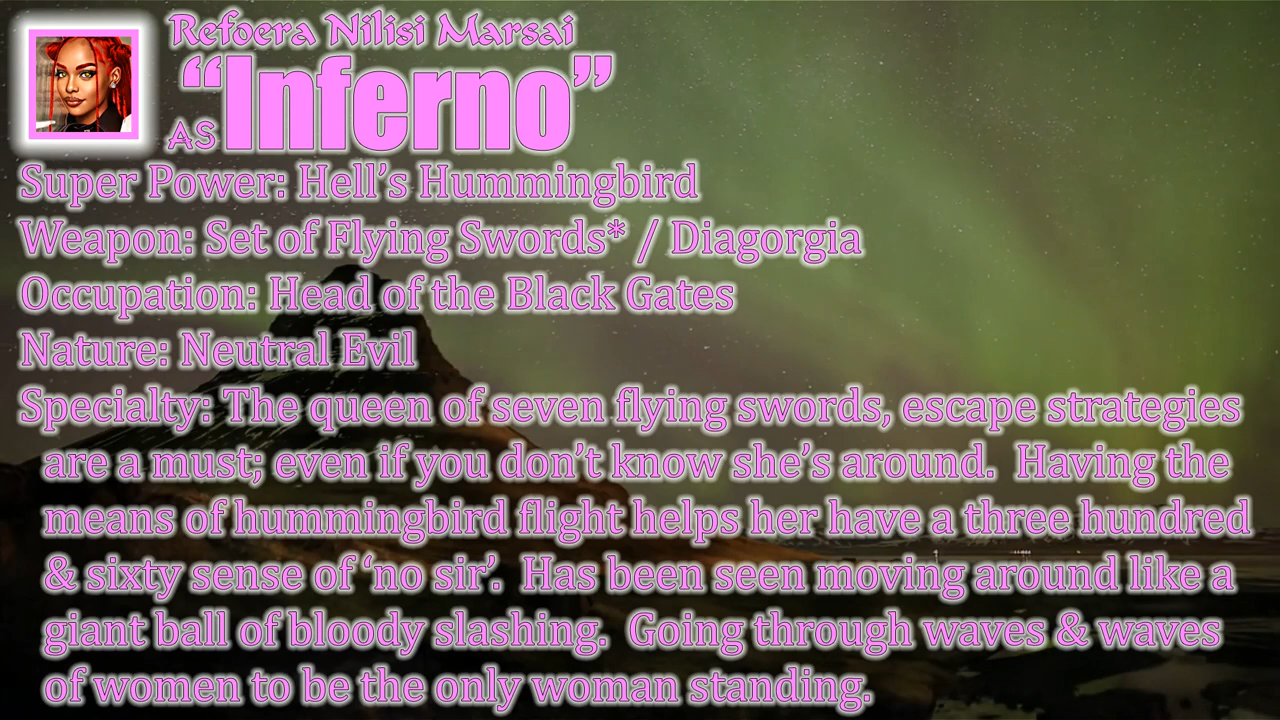 Refoera Nilisi Marsai
AS “Inferno”
Super Power: Hell’s Hummingbird
Weapon: Set of Flying Swords* / Diagorgia
Occupation: Head of the Black Gates
Nature: Neutral Evil
Specialty: The queen of seven flying swords, escape strategies
are a must; even if you don’t know she’s around.  Having the
means of hummingbird flight helps her have a three hundred
& sixty sense of ‘no sir’.  Has been seen moving around like a
giant ball of bloody slashing.  Going through waves & waves
of women to be the only woman standing.